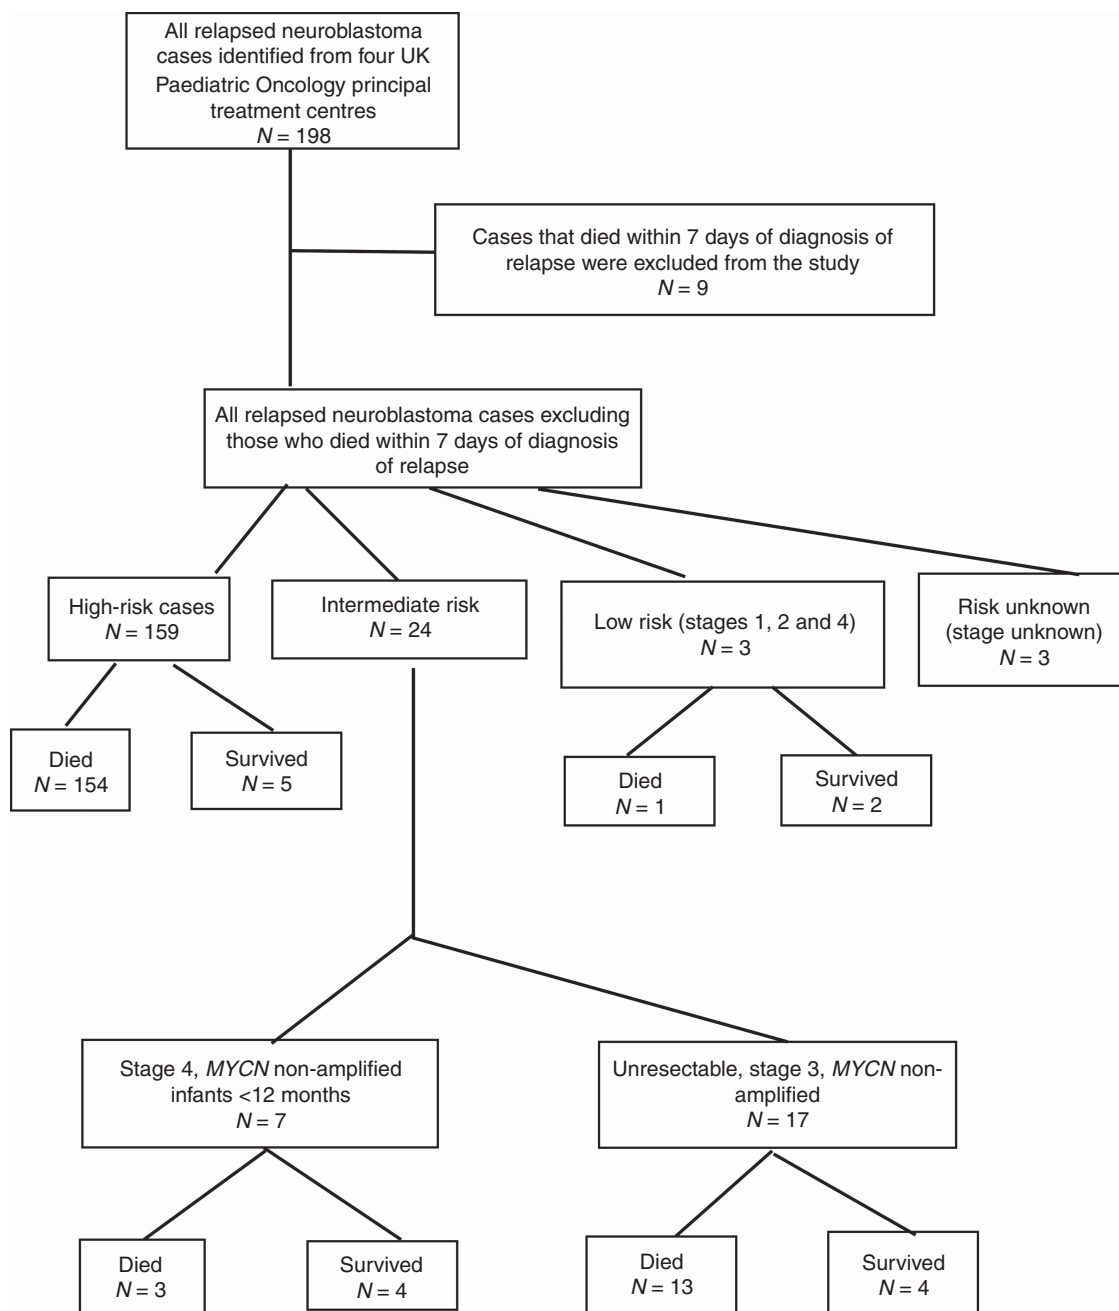 All relapsed neuroblastoma
cases identified from four UK
Paediatric Oncology principal
treatment centres
N = 198
Cases that died within 7 days of diagnosis of
relapse were excluded from the study
N = 9
All relapsed neuroblastoma cases excluding
those who died within 7 days of diagnosis
of relapse
High-risk cases
N = 159
Intermediate risk
N = 24
Low risk (stages 1, 2 and 4)
N = 3
Risk unknown
(stage unknown)
N = 3
Died
N = 154
Survived
N = 5
Died
N = 1
Survived
N = 2
Stage 4, MYCN non-amplified
infants <12 months
N = 7
Unresectable, stage 3, MYCN non-
amplified
N = 17
Died
N = 3
Survived
N = 4
Died
N = 13
Survived
N = 4